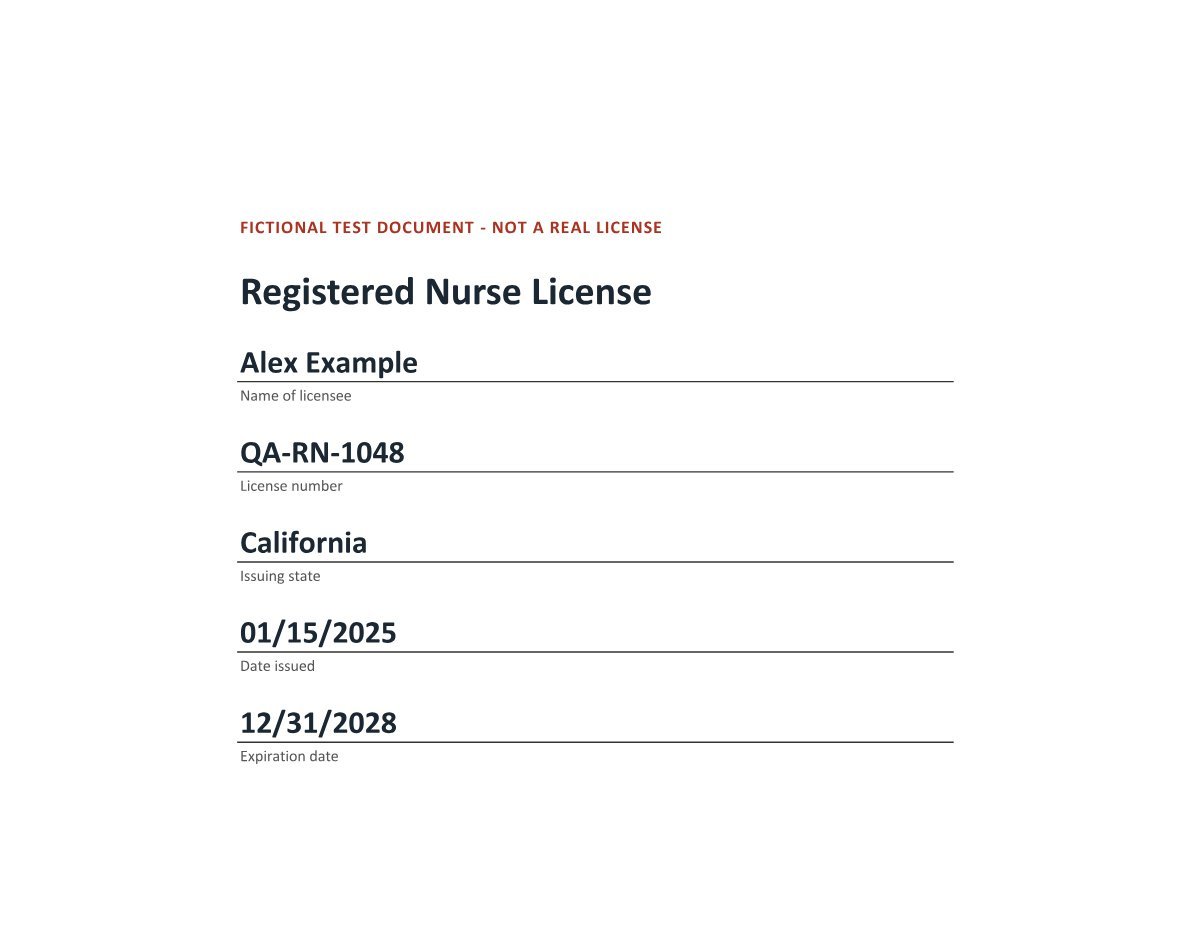 FICTIONAL TEST DOCUMENT - NOT A REAL LICENSE
Registered Nurse License
Alex Example
Name of licensee
QA-RN-1048
License number
California
Issuing state
01/15/2025
Date issued
12/31/2028
Expiration date